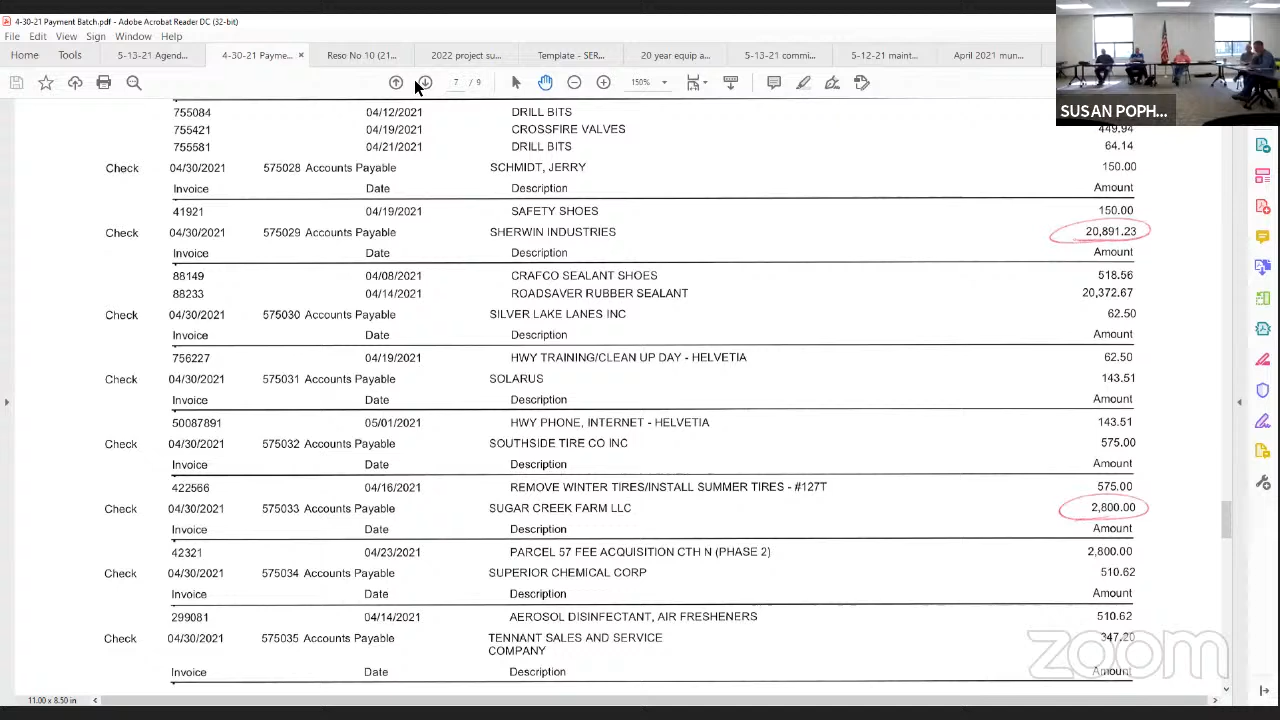 4-30-21 Payment Batch.pdf - Adobe Acrobat Reader DC (32-bit)
File Edit View Sign Window Help
Home Tools 5-13-21 Agend... 4-30-21 Payme... × Reso No 10 (21... 2022 project su... Template - SER... 20 year equip a... 5-13-21 commi... 5-12-21 maint... April 2021 mun...
7 / 9 150%
SUSAN POPH...
755084 04/12/2021 DRILL BITS
755421 04/19/2021 CROSSFIRE VALVES 449.94
755581 04/21/2021 DRILL BITS 64.14
Check 04/30/2021 575028 Accounts Payable SCHMIDT, JERRY 150.00
Invoice Date Description Amount
41921 04/19/2021 SAFETY SHOES 150.00
Check 04/30/2021 575029 Accounts Payable SHERWIN INDUSTRIES 20,891.23
Invoice Date Description Amount
88149 04/08/2021 CRAFCO SEALANT SHOES 518.56
88233 04/14/2021 ROADSAVER RUBBER SEALANT 20,372.67
Check 04/30/2021 575030 Accounts Payable SILVER LAKE LANES INC 62.50
Invoice Date Description Amount
756227 04/19/2021 HWY TRAINING/CLEAN UP DAY - HELVETIA 62.50
Check 04/30/2021 575031 Accounts Payable SOLARUS 143.51
Invoice Date Description Amount
50087891 05/01/2021 HWY PHONE, INTERNET - HELVETIA 143.51
Check 04/30/2021 575032 Accounts Payable SOUTHSIDE TIRE CO INC 575.00
Invoice Date Description Amount
422566 04/16/2021 REMOVE WINTER TIRES/INSTALL SUMMER TIRES - #127T 575.00
Check 04/30/2021 575033 Accounts Payable SUGAR CREEK FARM LLC 2,800.00
Invoice Date Description Amount
42321 04/23/2021 PARCEL 57 FEE ACQUISITION CTH N (PHASE 2) 2,800.00
Check 04/30/2021 575034 Accounts Payable SUPERIOR CHEMICAL CORP 510.62
Invoice Date Description Amount
299081 04/14/2021 AEROSOL DISINFECTANT, AIR FRESHENERS 510.62
Check 04/30/2021 575035 Accounts Payable TENNANT SALES AND SERVICE 347.20
COMPANY
Invoice Date Description Amount
zoom
11.00 x 8.50 in